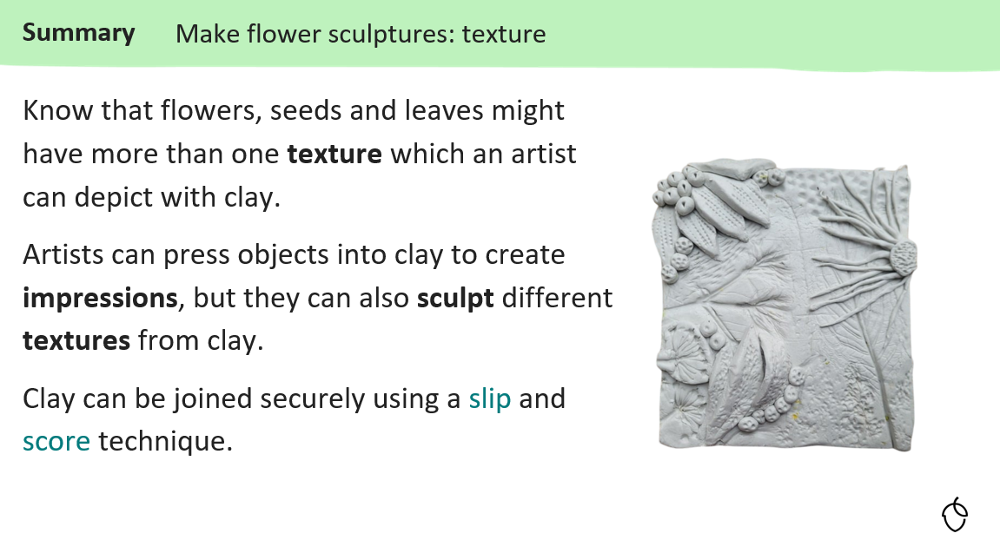 Summary Make flower sculptures: texture
Know that flowers, seeds and leaves might
have more than one texture which an artist
can depict with clay.
Artists can press objects into clay to create
impressions, but they can also sculpt different
textures from clay.
Clay can be joined securely using a slip and
score technique.